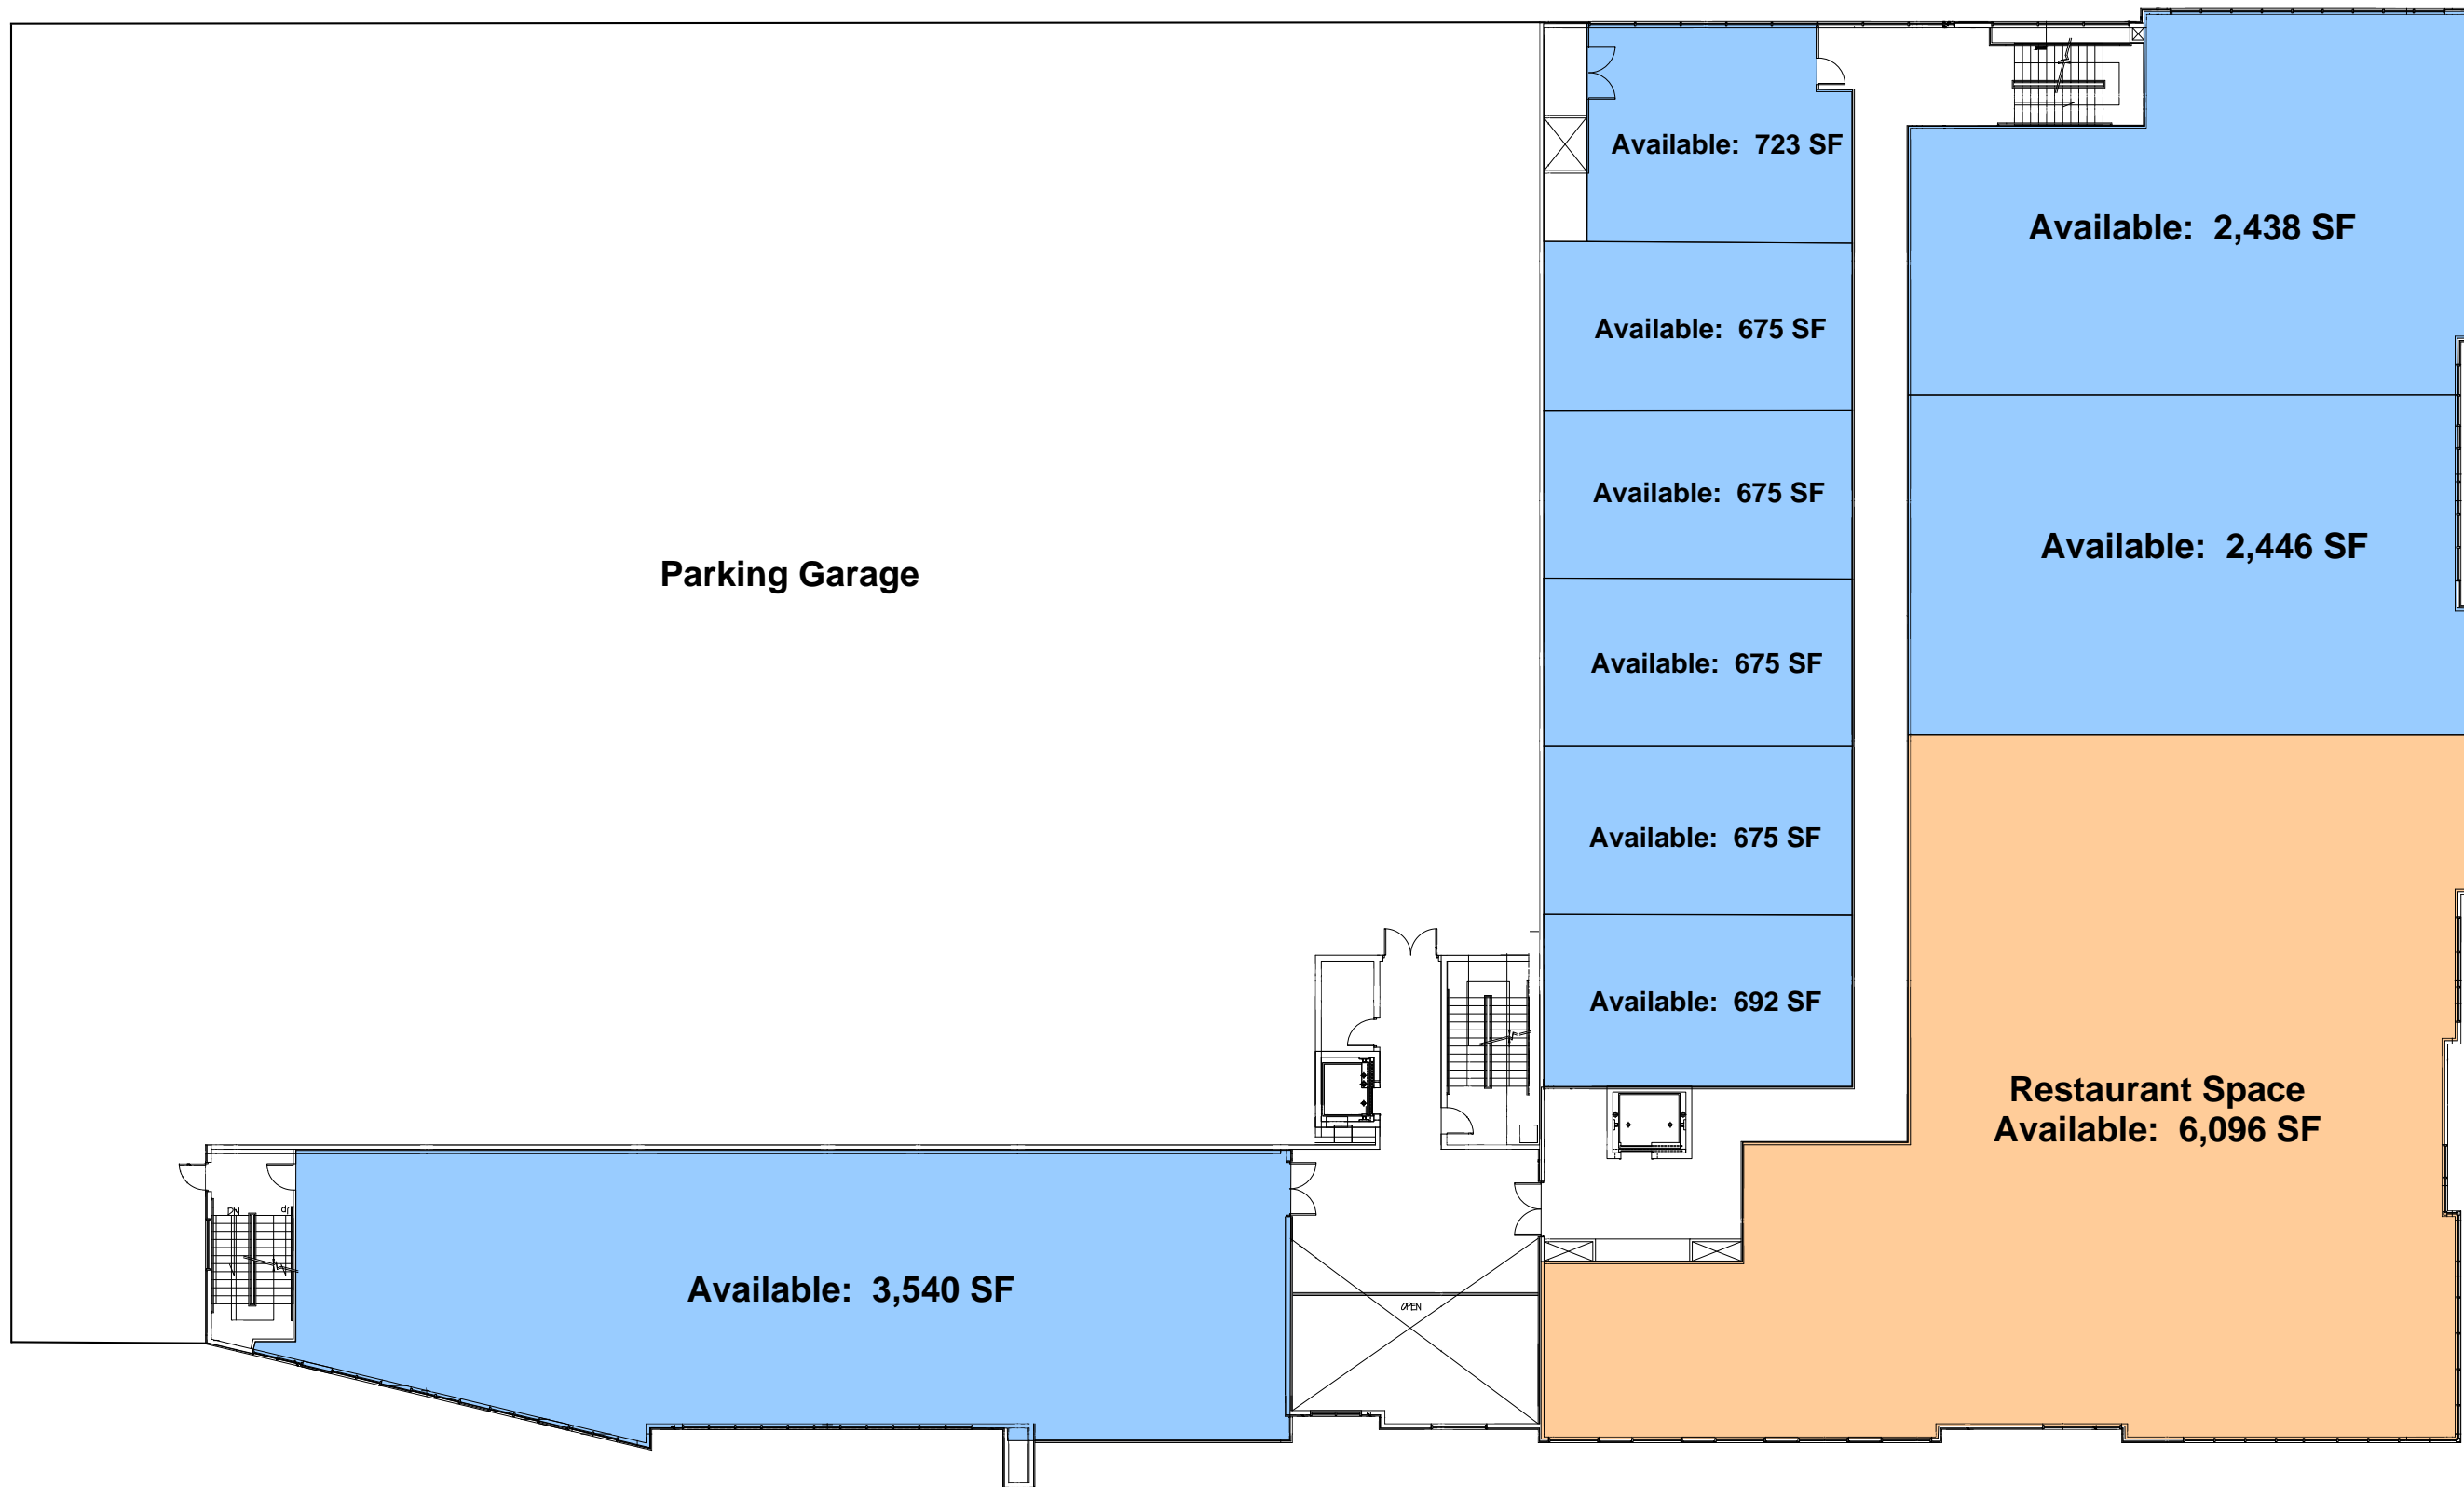 Available:  723 SF
Available:  2,438 SF
Available:  675 SF
Available:  675 SF
Available:  2,446 SF
Parking Garage
Available:  675 SF
Available:  675 SF
Available:  692 SF
Restaurant Space
Available:  6,096 SF
DN
UP
Available:  3,540 SF
OPEN